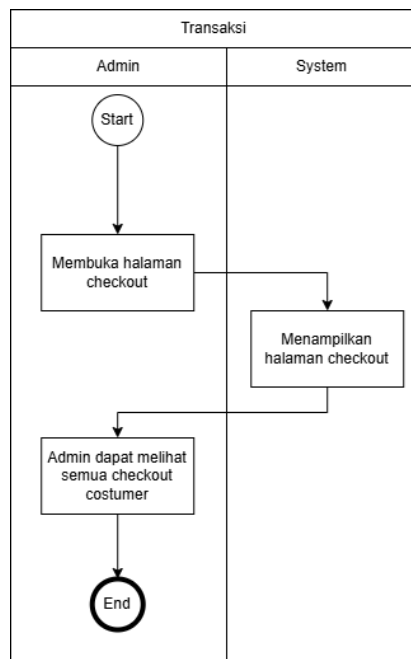 Transaksi
Admin
System
Start
Membuka halaman
checkout
Menampilkan
halaman checkout
Admin dapat melihat
semua checkout
costumer
End